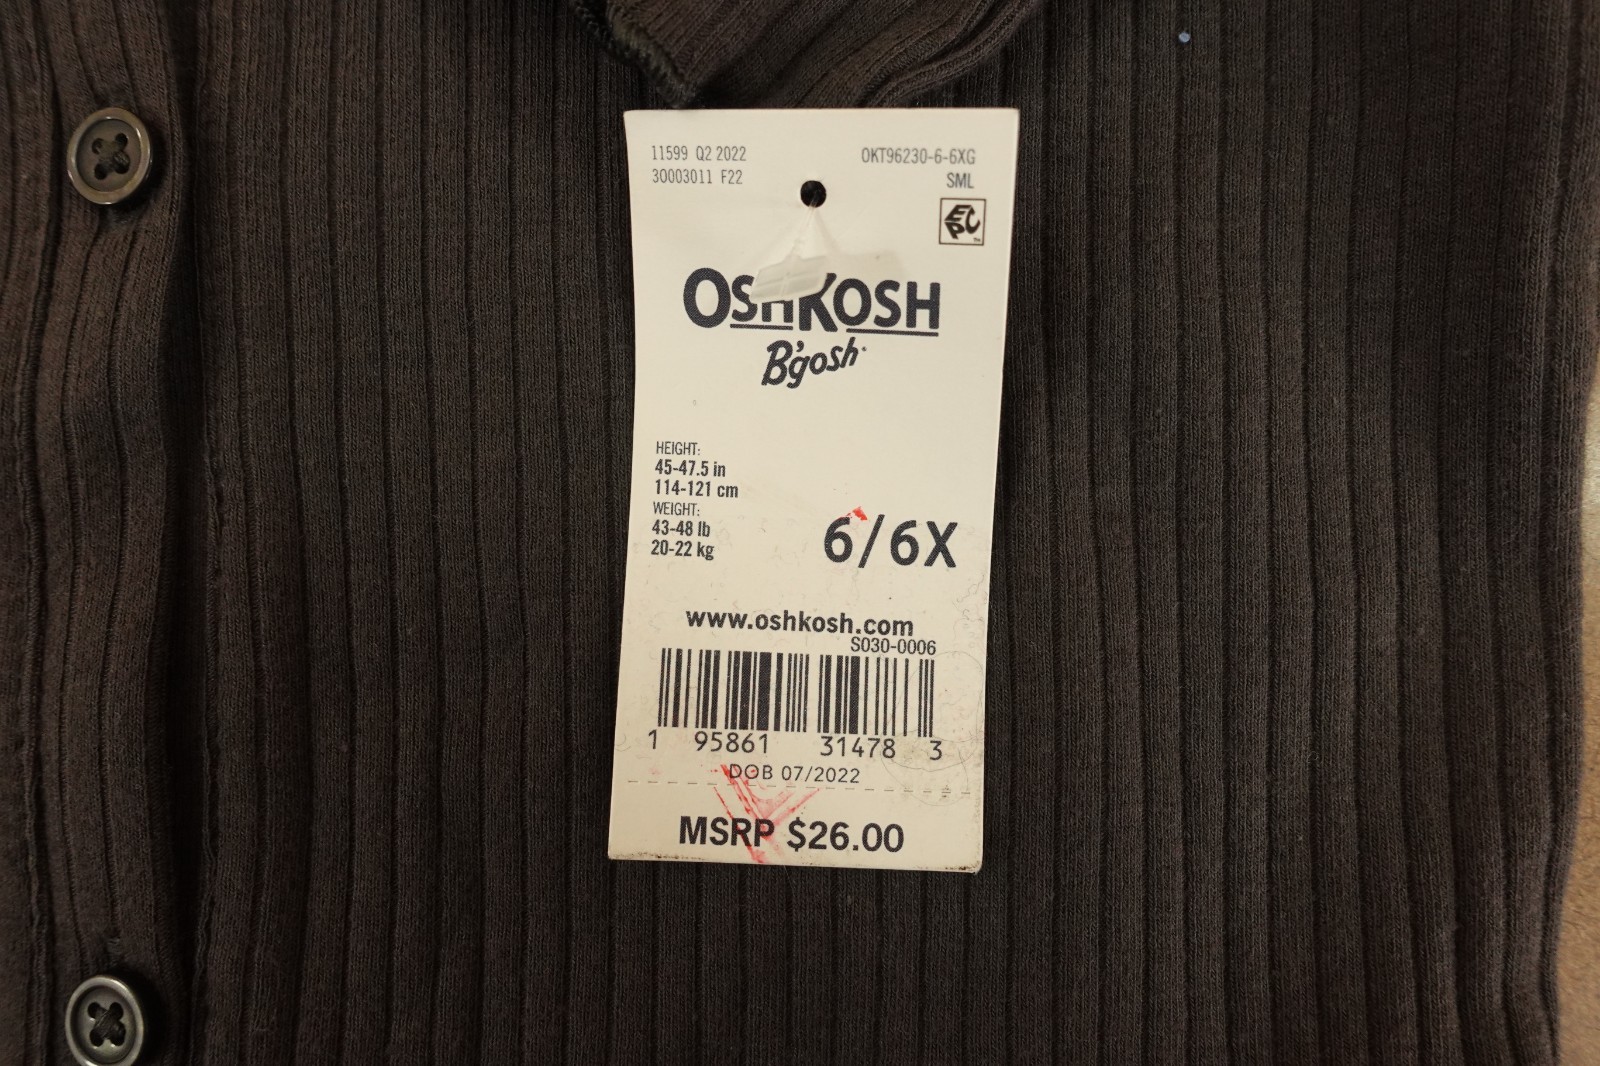 11599 Q2 2022
30003011 F22
OKT96230-6-6XG
SML
EPC
OSHKOSH
B'gosh
HEIGHT:
45-47.5 in
114-121 cm
WEIGHT:
43-48 lb
20-22 kg
6/6X
www.oshkosh.com
S030-0006
1 95861 31478 3
DOB 07/2022
MSRP $26.00